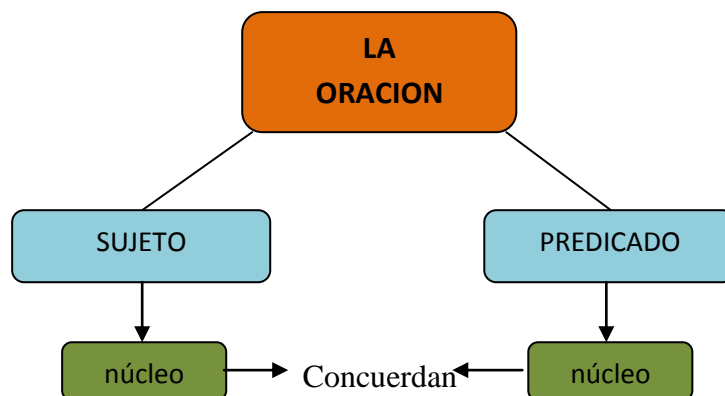 LA
ORACION
SUJETO
PREDICADO
núcleo
Concuerdan
núcleo